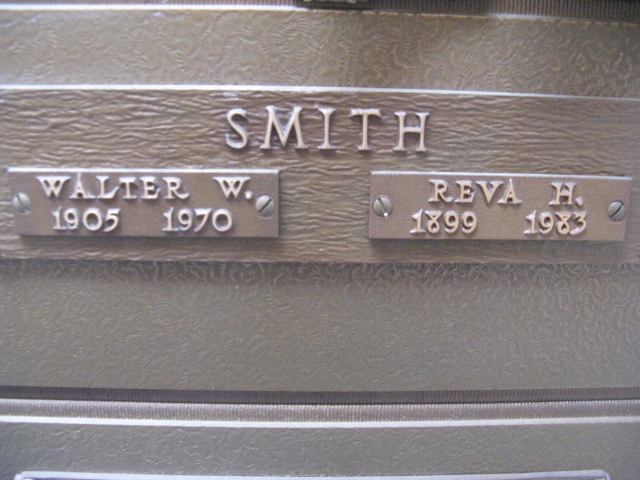 SMITH
WALTER W.
1905 1970
REVA H.
1899 1983